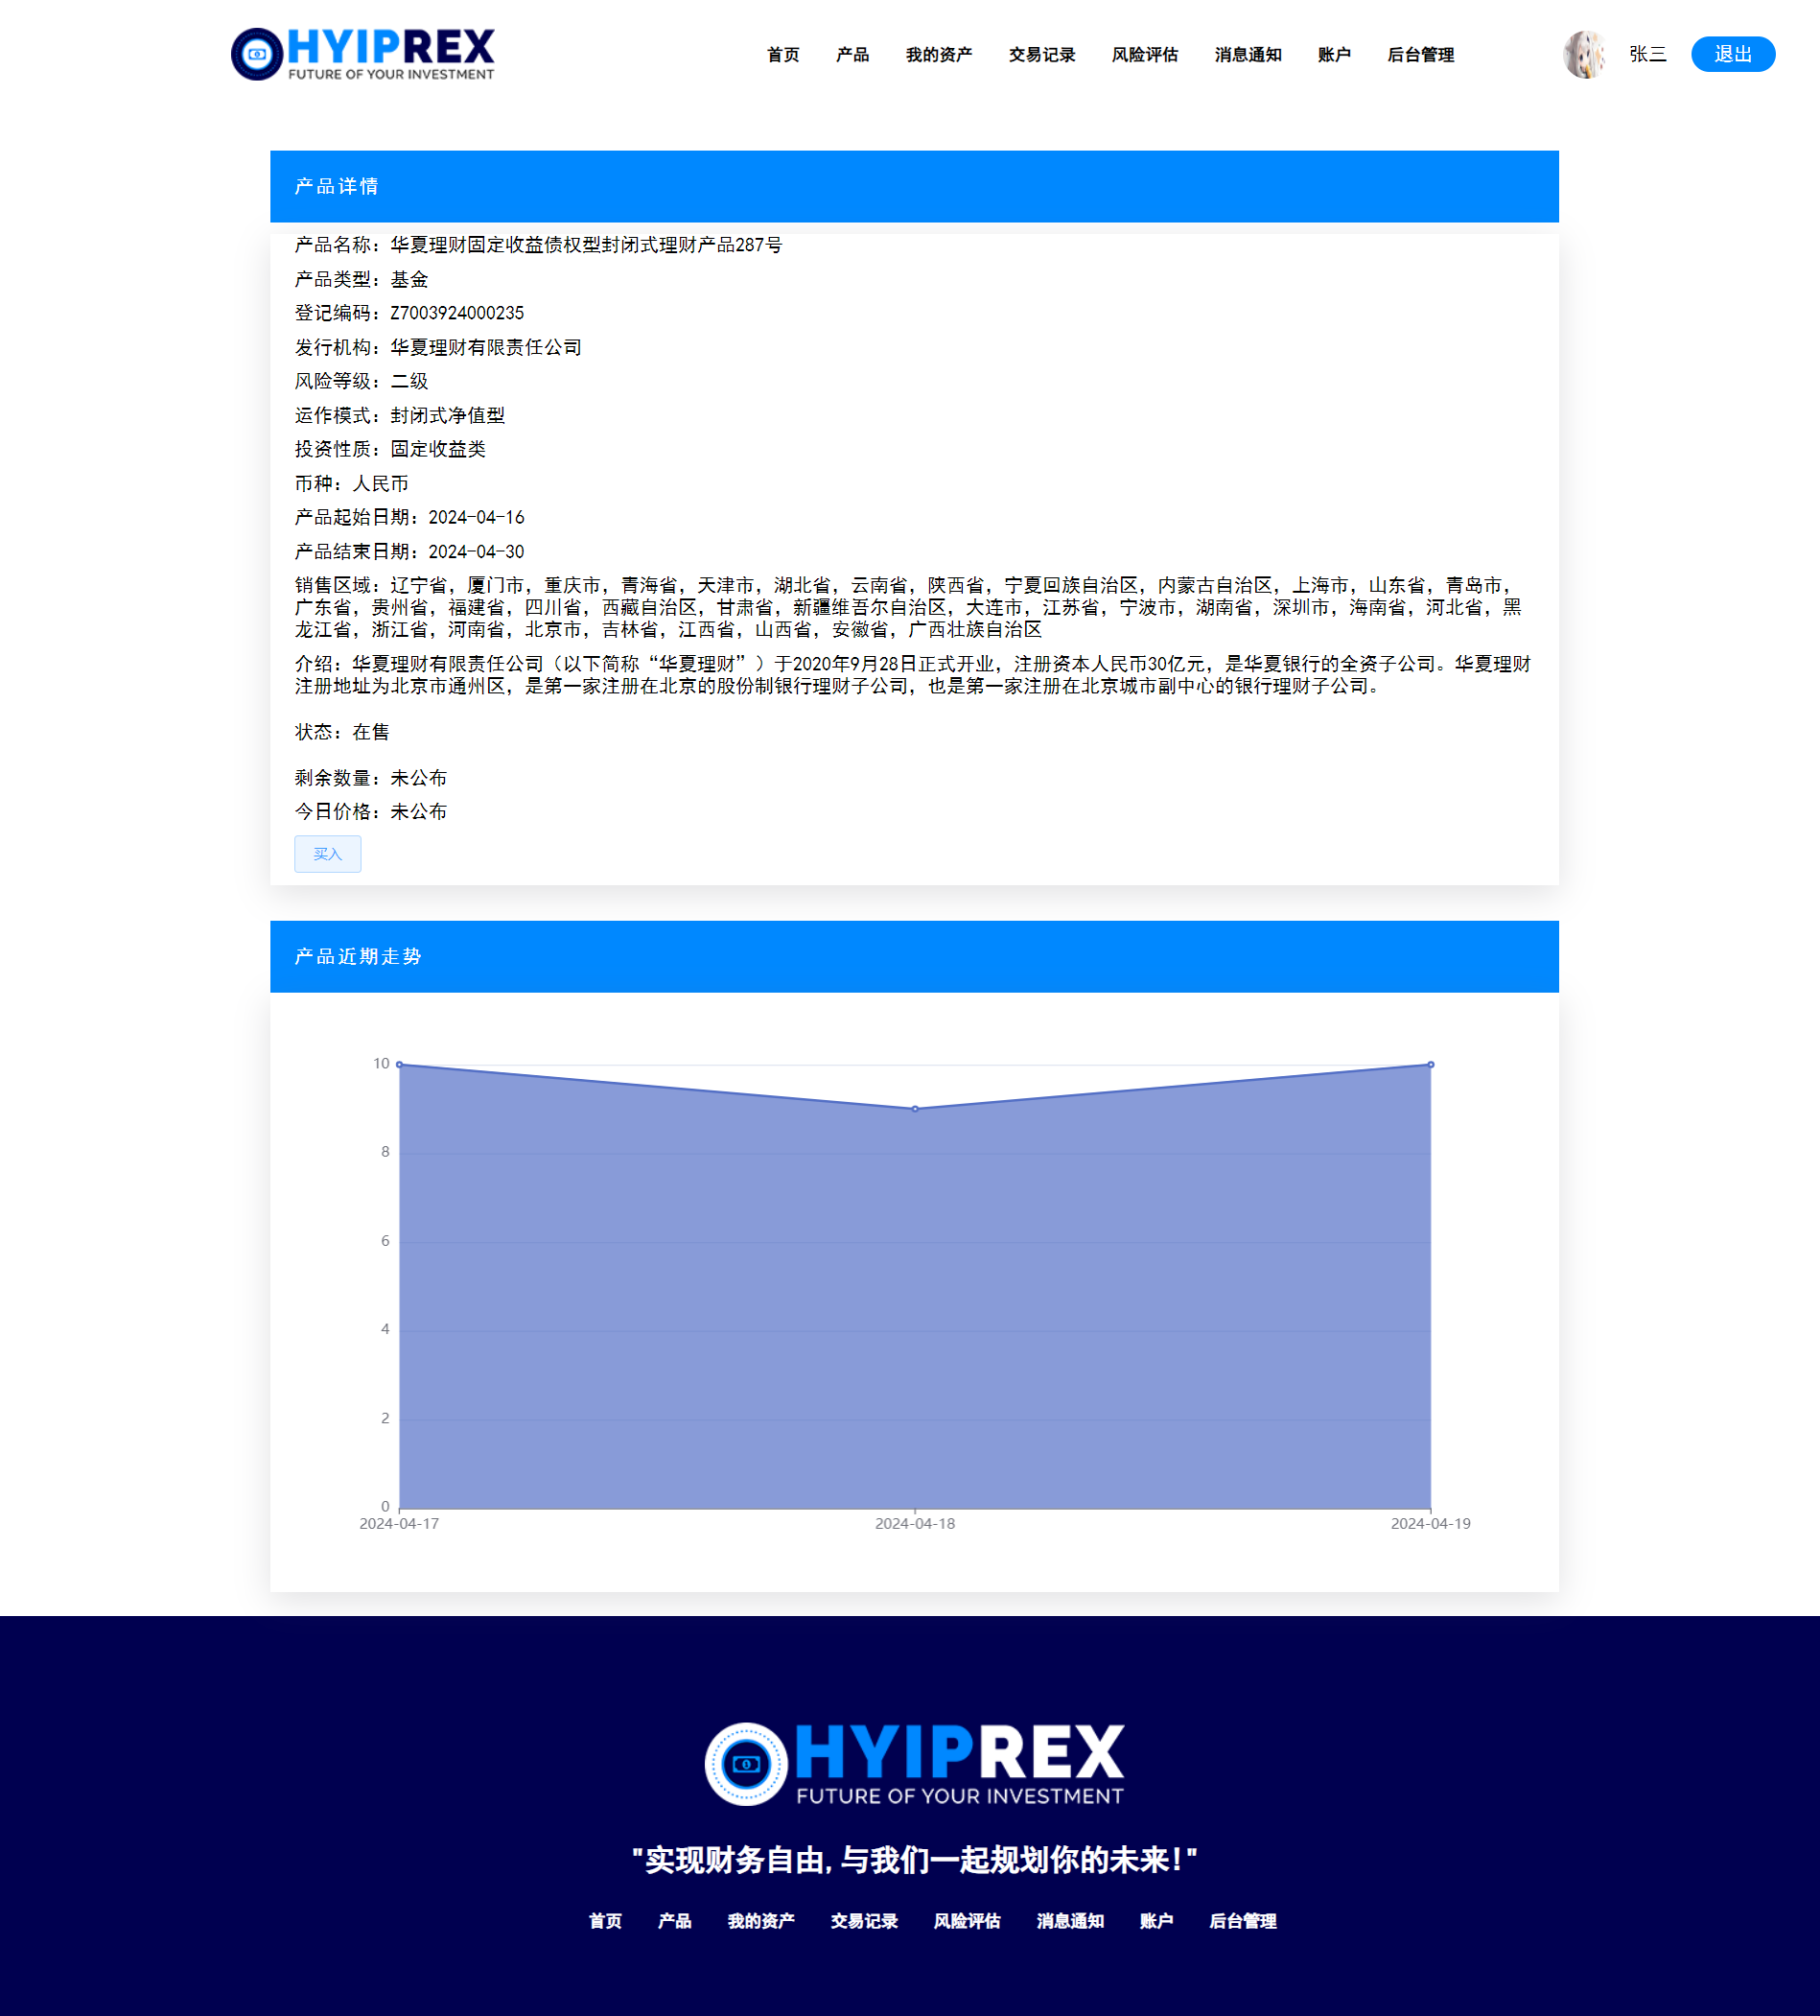 HYIPREX
FUTURE OF YOUR INVESTMENT
首页 产品 我的资产 交易记录 风险评估 消息通知 账户 后台管理
张三
退出
产品详情
产品名称：华夏理财固定收益债权型封闭式理财产品287号
产品类型：基金
登记编码：Z7003924000235
发行机构：华夏理财有限责任公司
风险等级：二级
运作模式：封闭式净值型
投资性质：固定收益类
币种：人民币
产品起始日期：2024-04-16
产品结束日期：2024-04-30
销售区域：辽宁省，厦门市，重庆市，青海省，天津市，湖北省，云南省，陕西省，宁夏回族自治区，内蒙古自治区，上海市，山东省，青岛市，
广东省，贵州省，福建省，四川省，西藏自治区，甘肃省，新疆维吾尔自治区，大连市，江苏省，宁波市，湖南省，深圳市，海南省，河北省，黑
龙江省，浙江省，河南省，北京市，吉林省，江西省，山西省，安徽省，广西壮族自治区
介绍：华夏理财有限责任公司（以下简称“华夏理财”）于2020年9月28日正式开业，注册资本人民币30亿元，是华夏银行的全资子公司。华夏理财
注册地址为北京市通州区，是第一家注册在北京的股份制银行理财子公司，也是第一家注册在北京城市副中心的银行理财子公司。
状态：在售
剩余数量：未公布
今日价格：未公布
买入
产品近期走势
10
8
6
4
2
0
2024-04-17 2024-04-18 2024-04-19
HYIPREX
FUTURE OF YOUR INVESTMENT
"实现财务自由,与我们一起规划你的未来！"
首页 产品 我的资产 交易记录 风险评估 消息通知 账户 后台管理